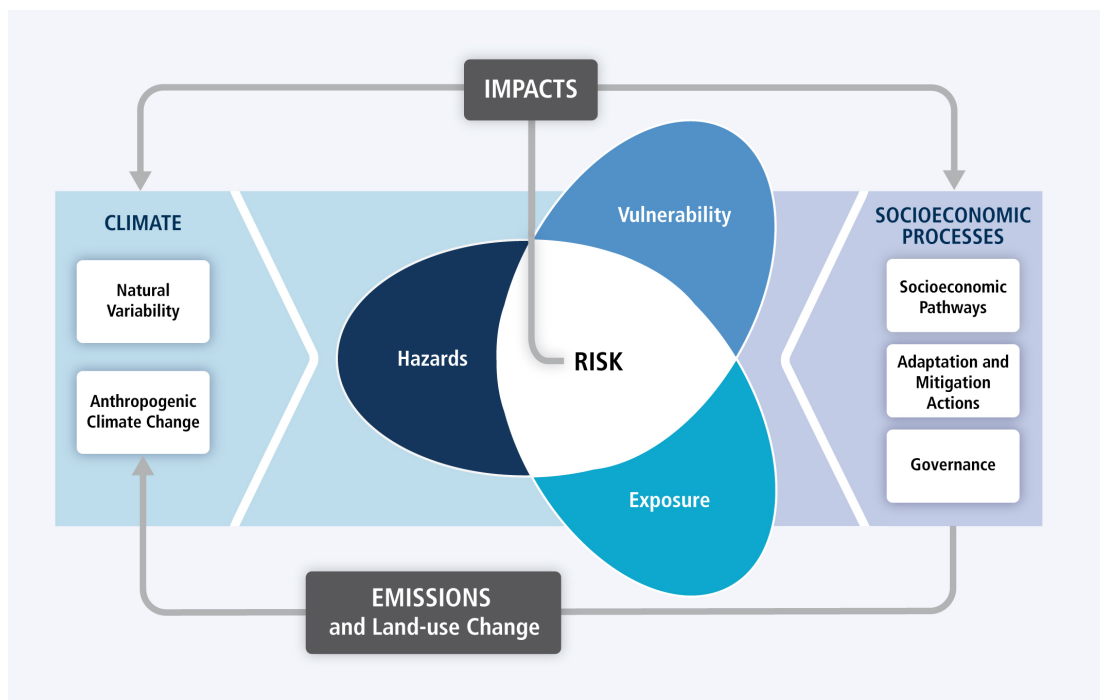 IMPACTS
CLIMATE
Natural
Variability
Anthropogenic
Climate Change
Hazards
Vulnerability
RISK
Exposure
SOCIOECONOMIC
PROCESSES
Socioeconomic
Pathways
Adaptation and
Mitigation
Actions
Governance
EMISSIONS
and Land-use Change